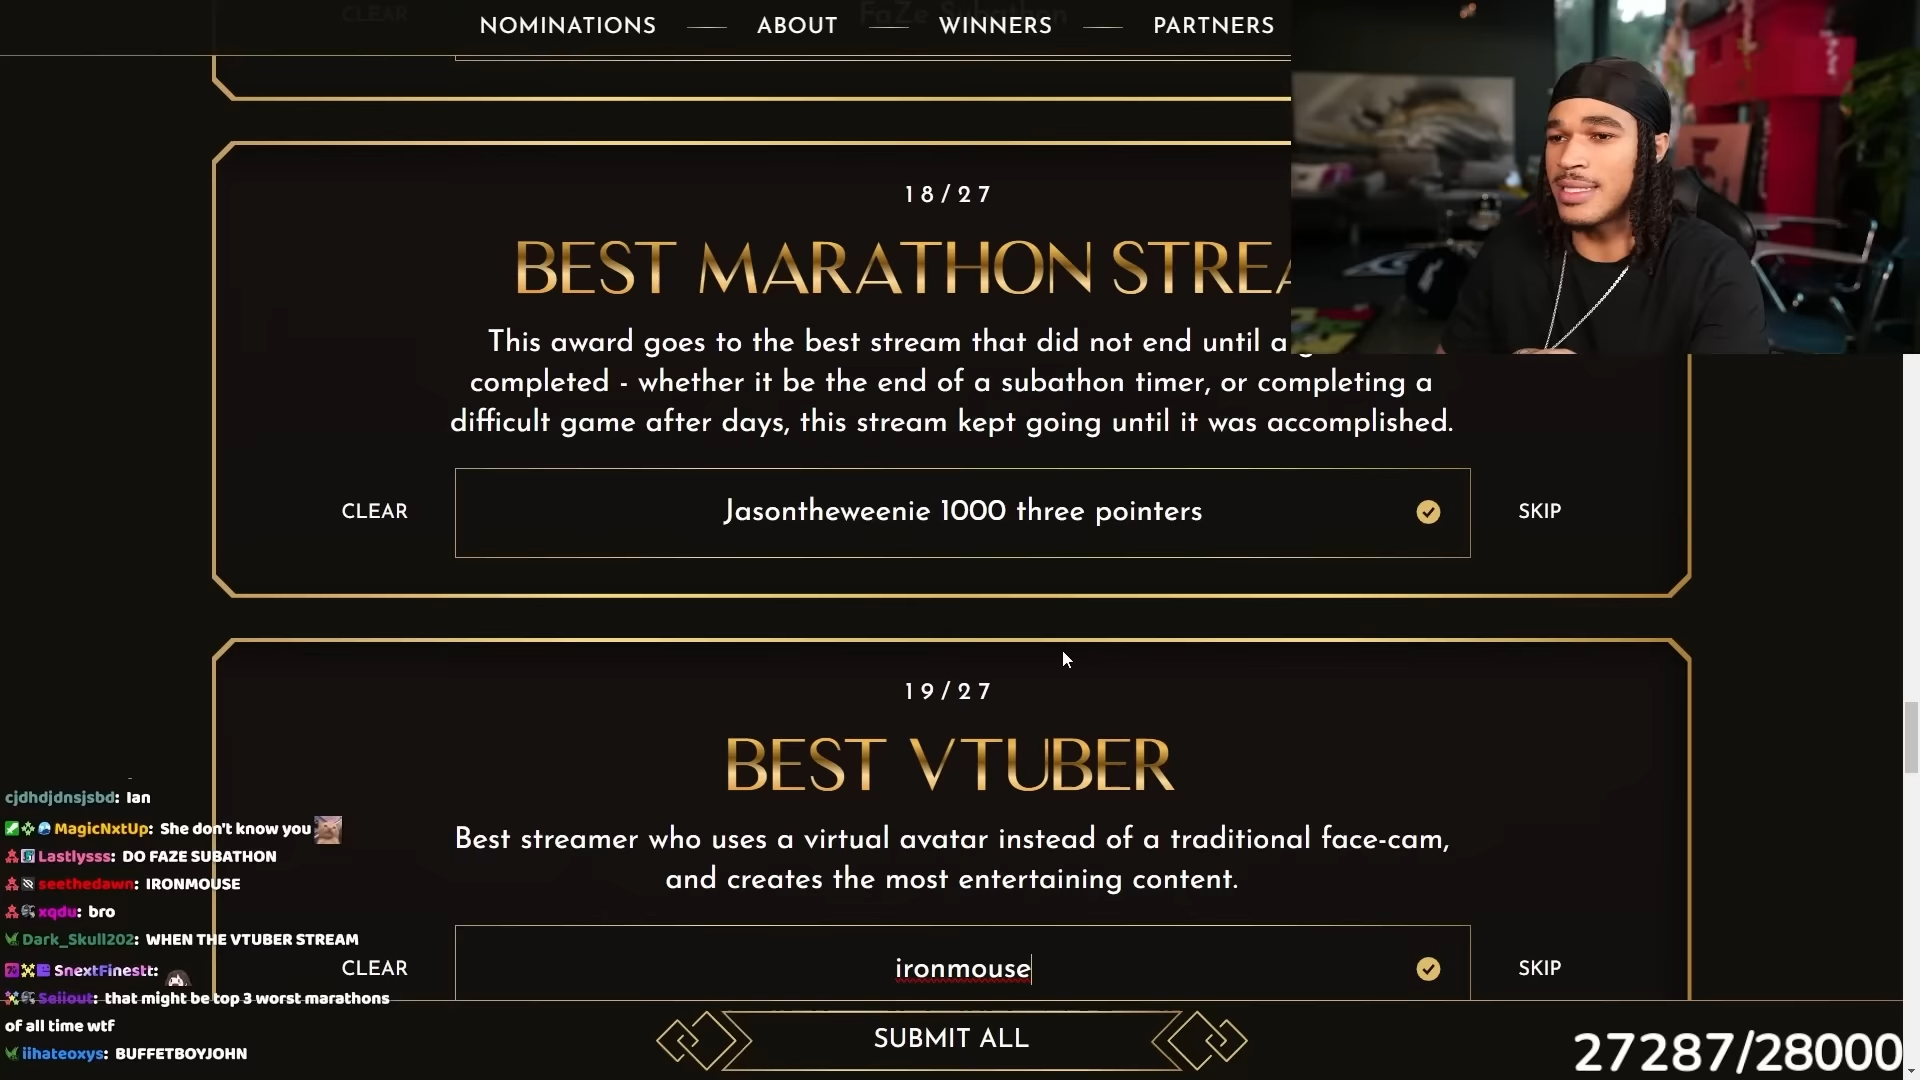 CLEAR
FaZe Subathon
NOMINATIONS
ABOUT
WINNERS
PARTNERS
18/27
BEST MARATHON STREA
This award goes to the best stream that did not end until a g
completed - whether it be the end of a subathon timer, or completing a
difficult game after days, this stream kept going until it was accomplished.
CLEAR
Jasontheweenie 1000 three pointers
SKIP
19/27
BEST VTUBER
Best streamer who uses a virtual avatar instead of a traditional face-cam,
and creates the most entertaining content.
CLEAR
ironmouse
SKIP
SUBMIT ALL
cjdhdjdnsjsbd: Ian
MagicNxtUp: She don't know you
Lastlysss: DO FAZE SUBATHON
seethedawn: IRONMOUSE
xqdu: bro
Dark_Skull202: WHEN THE VTUBER STREAM
SnextFinestt:
Seiiout: that might be top 3 worst marathons
of all time wtf
iihateoxys: BUFFETBOYJOHN
27287/28000